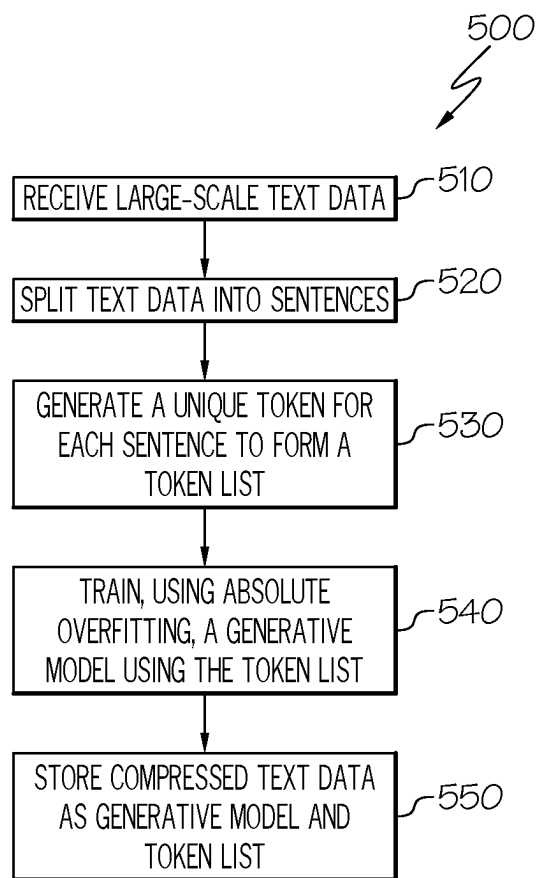 500
RECEIVE LARGE-SCALE TEXT DATA
510
SPLIT TEXT DATA INTO SENTENCES
520
GENERATE A UNIQUE TOKEN FOR
EACH SENTENCE TO FORM A
TOKEN LIST
530
TRAIN, USING ABSOLUTE
OVERFITTING, A GENERATIVE
MODEL USING THE TOKEN LIST
540
STORE COMPRESSED TEXT DATA
AS GENERATIVE MODEL AND
TOKEN LIST
550